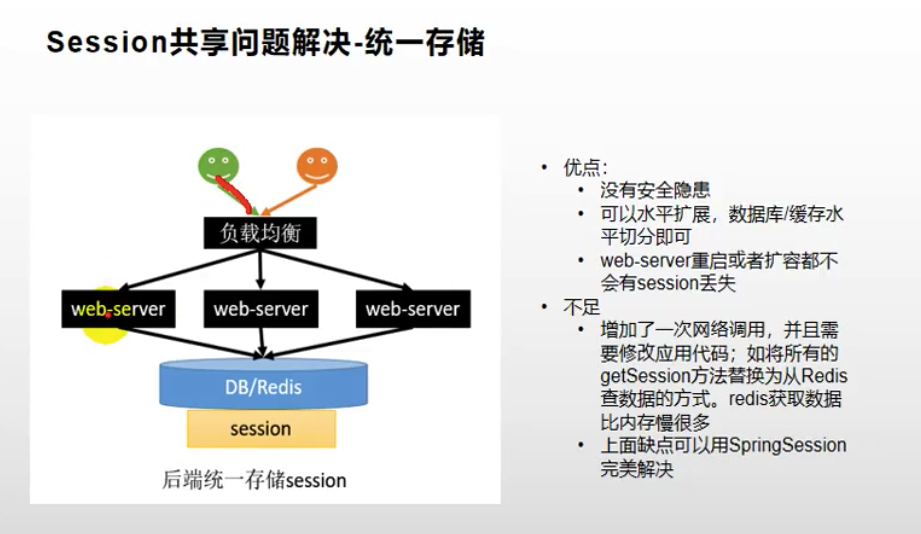 Session共享问题解决-统一存储
负载均衡
web-server
web-server
web-server
DB/Redis
session
后端统一存储session
• 优点：
• 没有安全隐患
• 可以水平扩展，数据库/缓存水
平切分即可
• web-server重启或者扩容都不
会有session丢失
• 不足
• 增加了一次网络调用，并且需
要修改应用代码；如将所有的
getSession方法替换为从Redis
查数据的方式。redis获取数据
比内存慢很多
• 上面缺点可以用SpringSession
完美解决